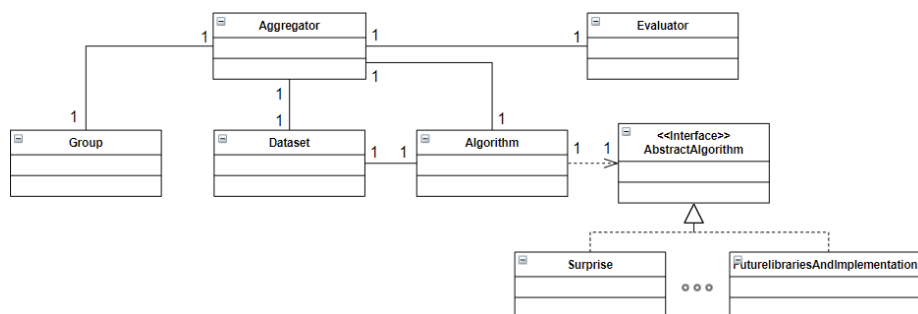 Aggregator
Evaluator
1
1
1
1
1
1
1
1
1
Group
Dataset
1
1
Algorithm
1
1
<<Interface>>
AbstractAlgorithm
Surprise
FuturelibrariesAndImplementation